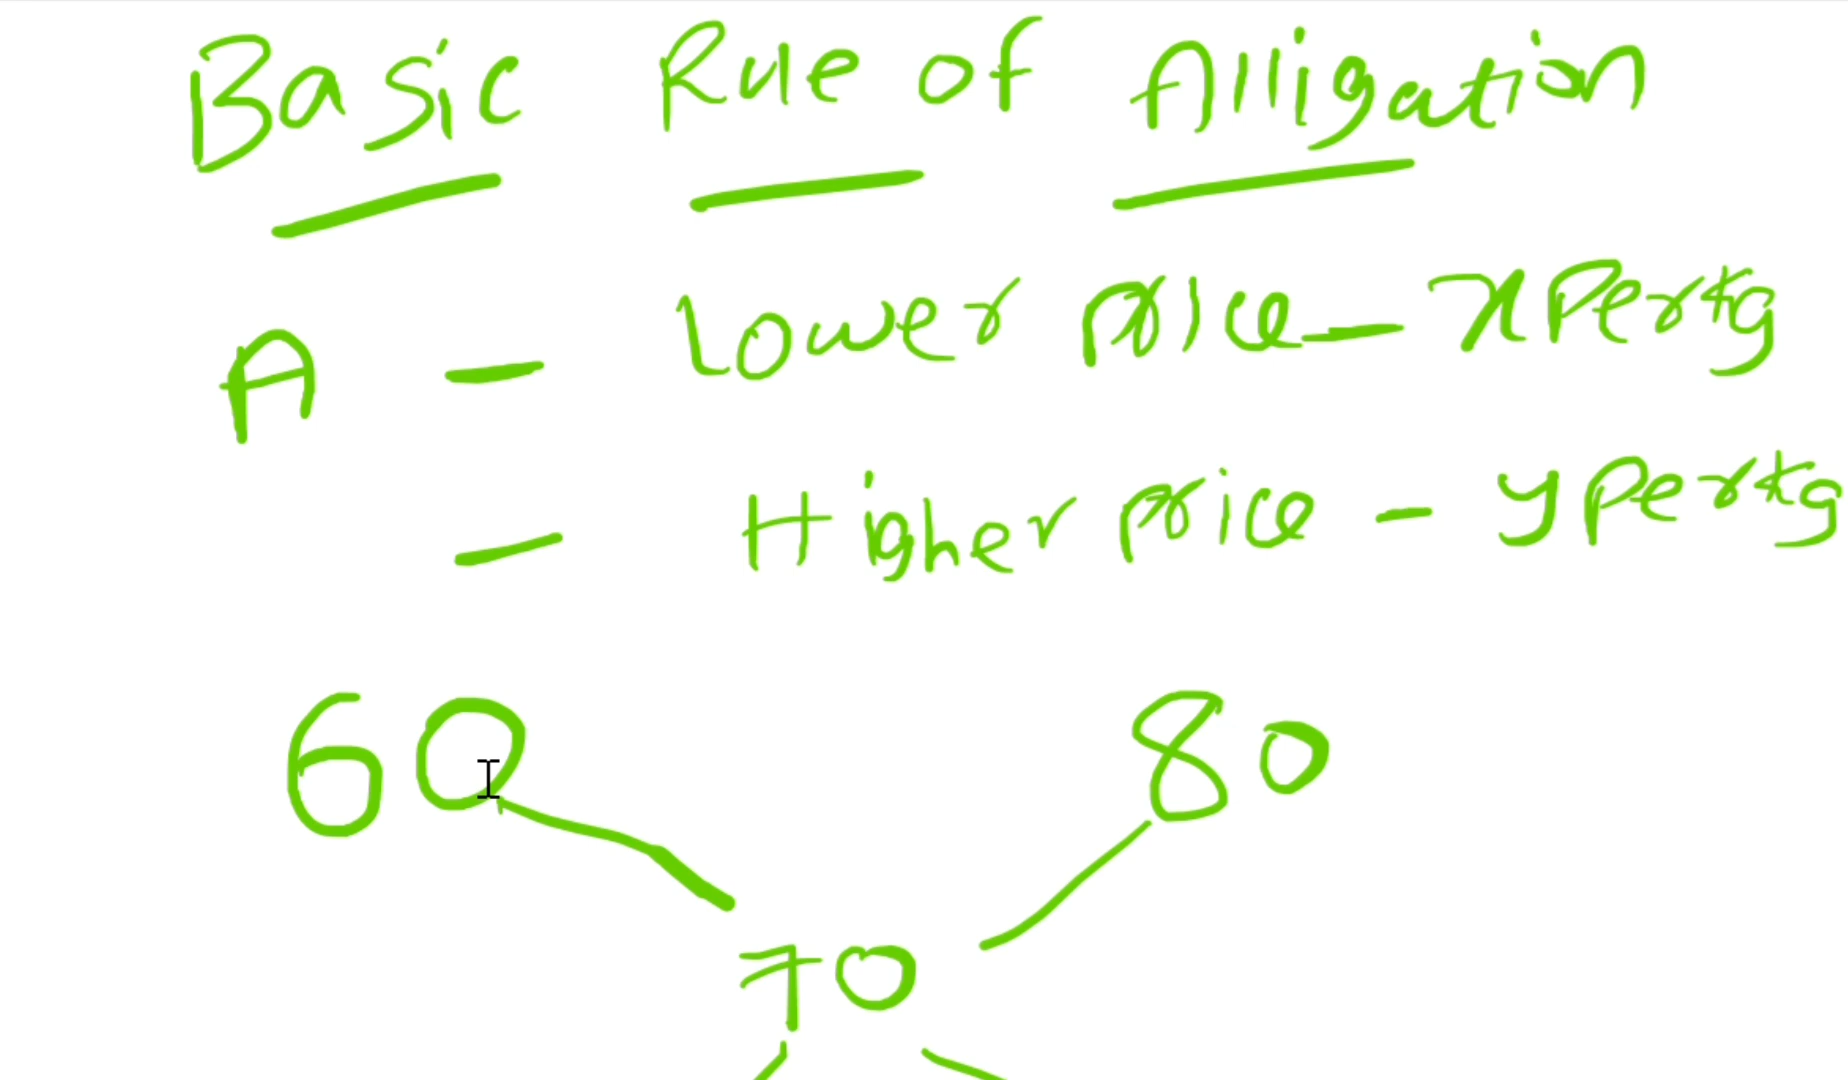 Basic Rule of Alligation
A - Lower price - x Per kg
- Higher price - y Per kg
60 80
70